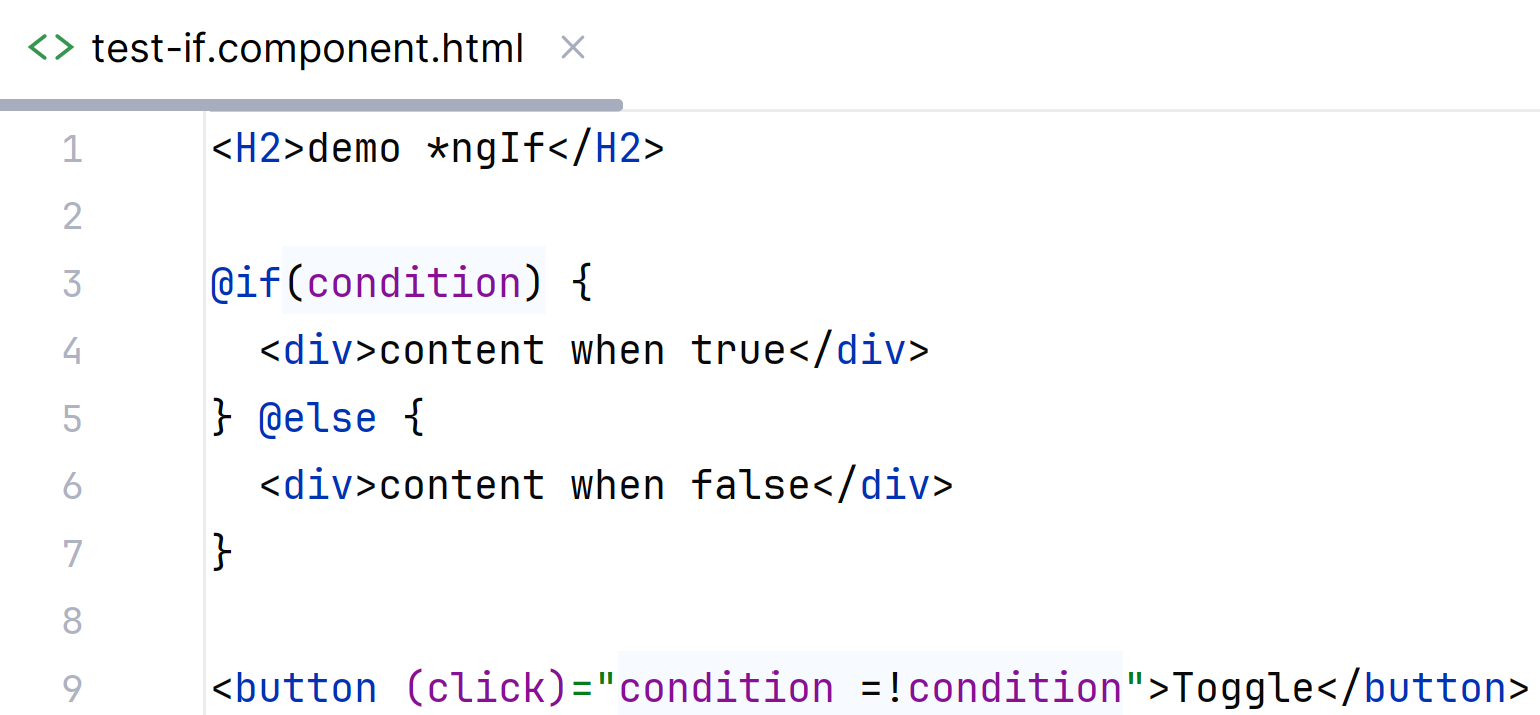 <> test-if.component.html ×
1 <H2>demo *ngIf</H2>
2
3 @if(condition) {
4   <div>content when true</div>
5 } @else {
6   <div>content when false</div>
7 }
8
9 <button (click)="condition =!condition">Toggle</button>